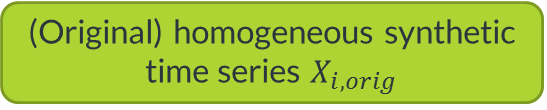 (Original) homogeneous synthetic
time series $X_{i,orig}$